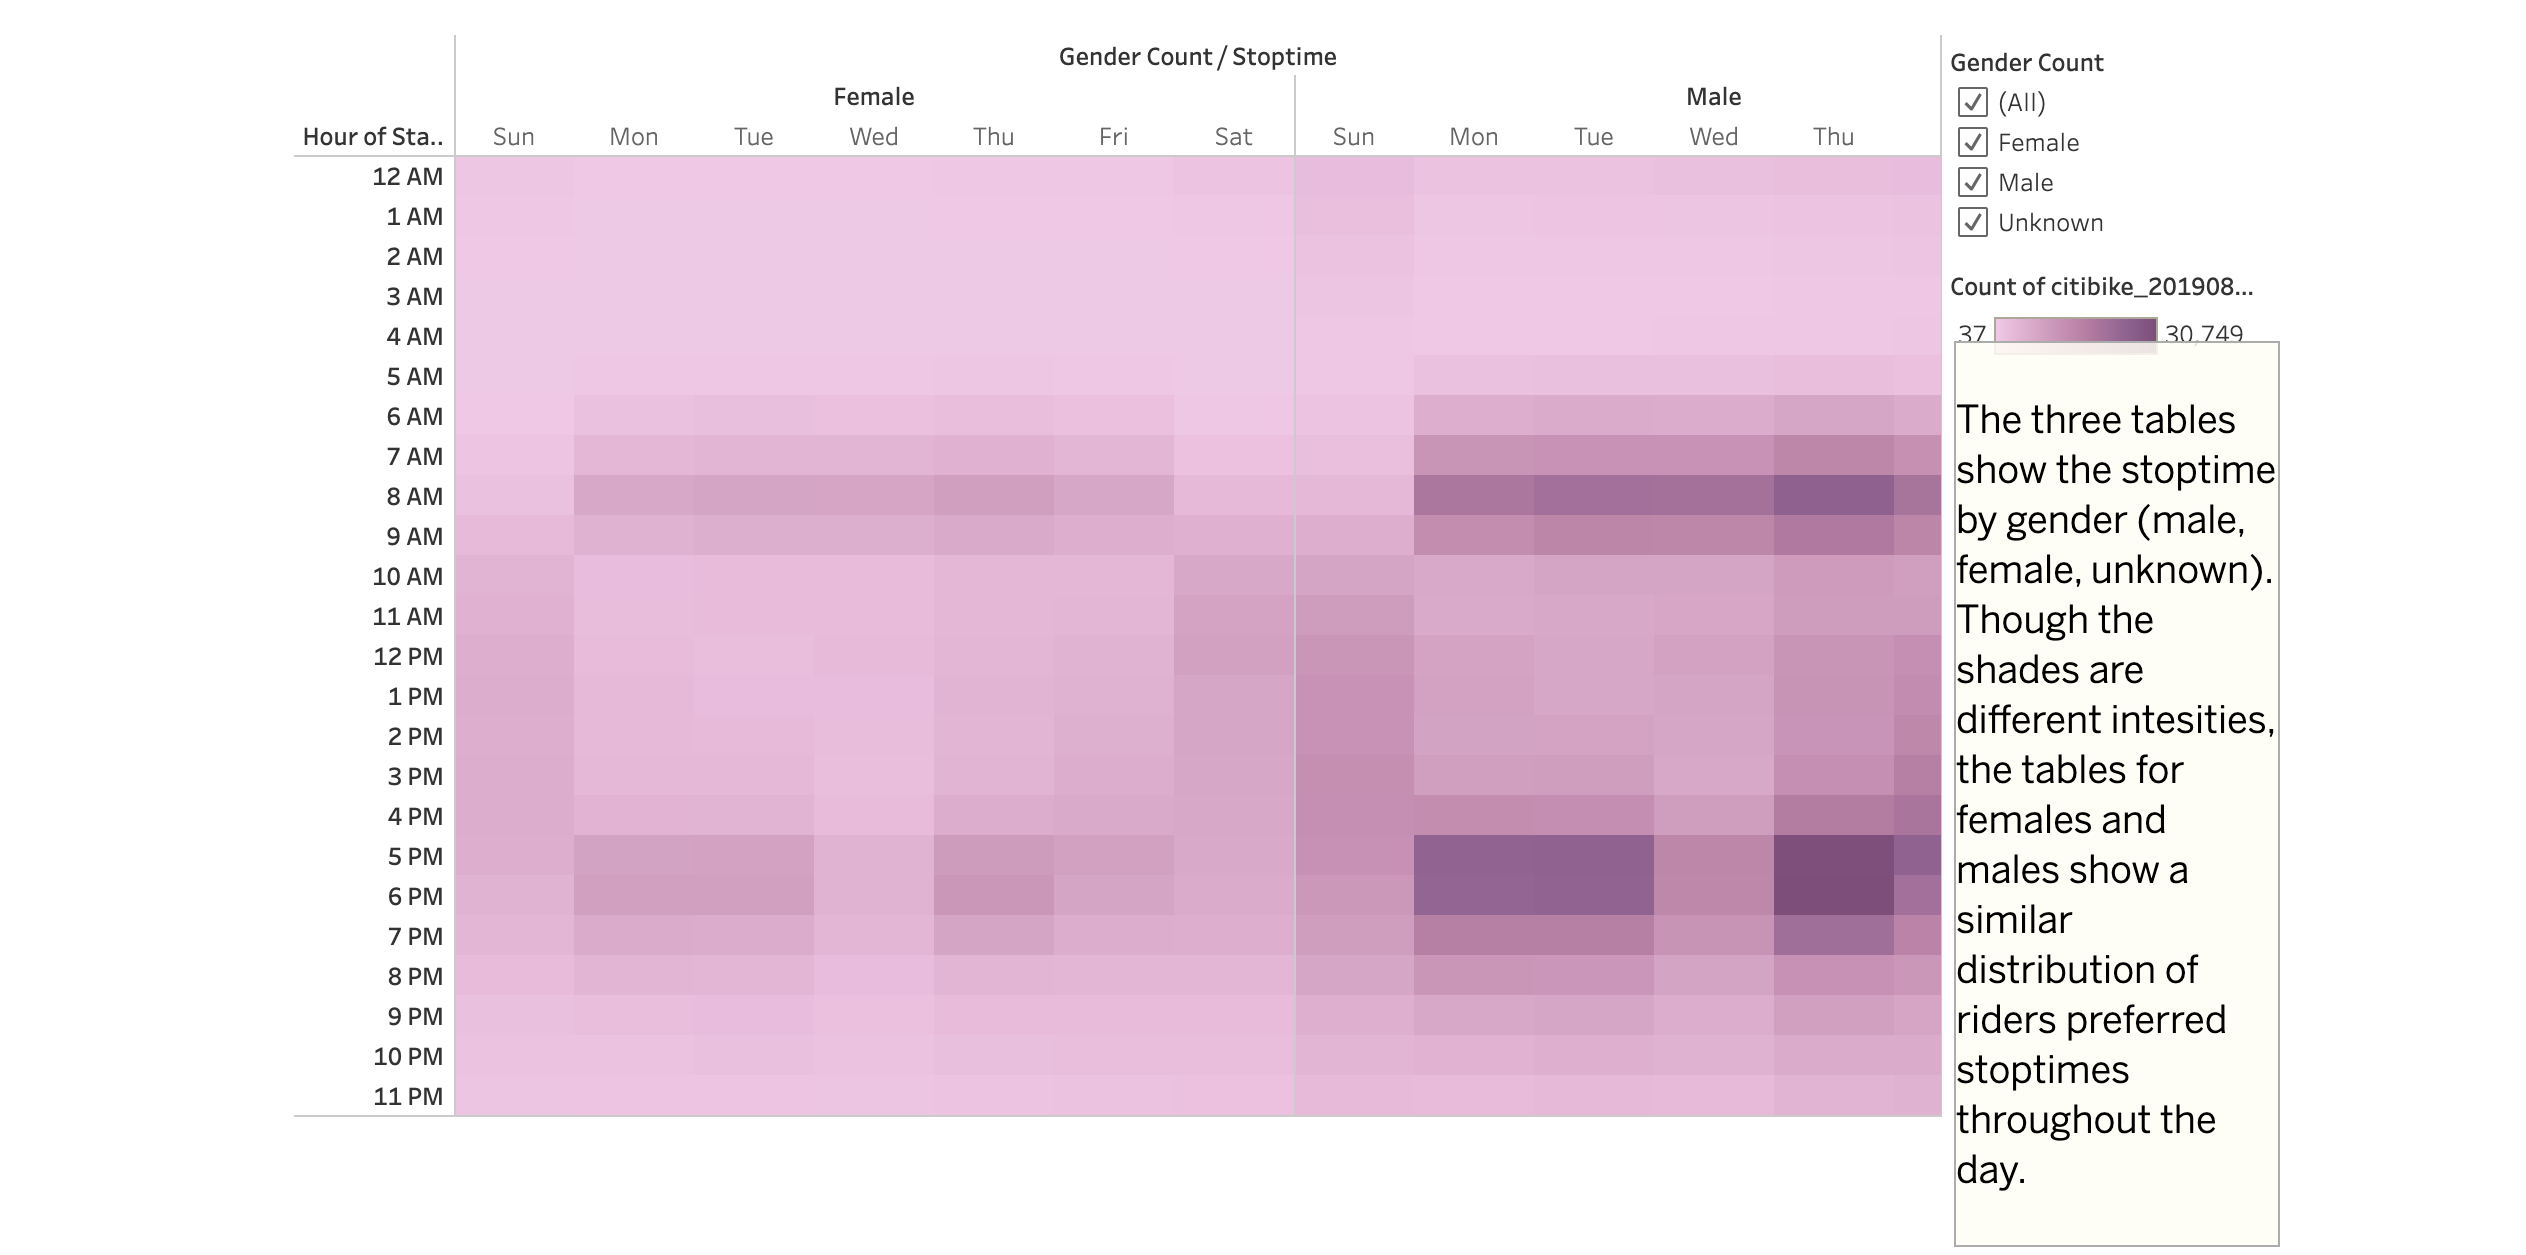 Gender Count / Stoptime
Female Male
Hour of Sta.. Sun Mon Tue Wed Thu Fri Sat Sun Mon Tue Wed Thu
12 AM
1 AM
2 AM
3 AM
4 AM
5 AM
6 AM
7 AM
8 AM
9 AM
10 AM
11 AM
12 PM
1 PM
2 PM
3 PM
4 PM
5 PM
6 PM
7 PM
8 PM
9 PM
10 PM
11 PM
Gender Count
(All)
Female
Male
Unknown
Count of citibike_201908...
37 30,749
The three tables
show the stoptime
by gender (male,
female, unknown).
Though the
shades are
different intesities,
the tables for
females and
males show a
similar
distribution of
riders preferred
stoptimes
throughout the
day.